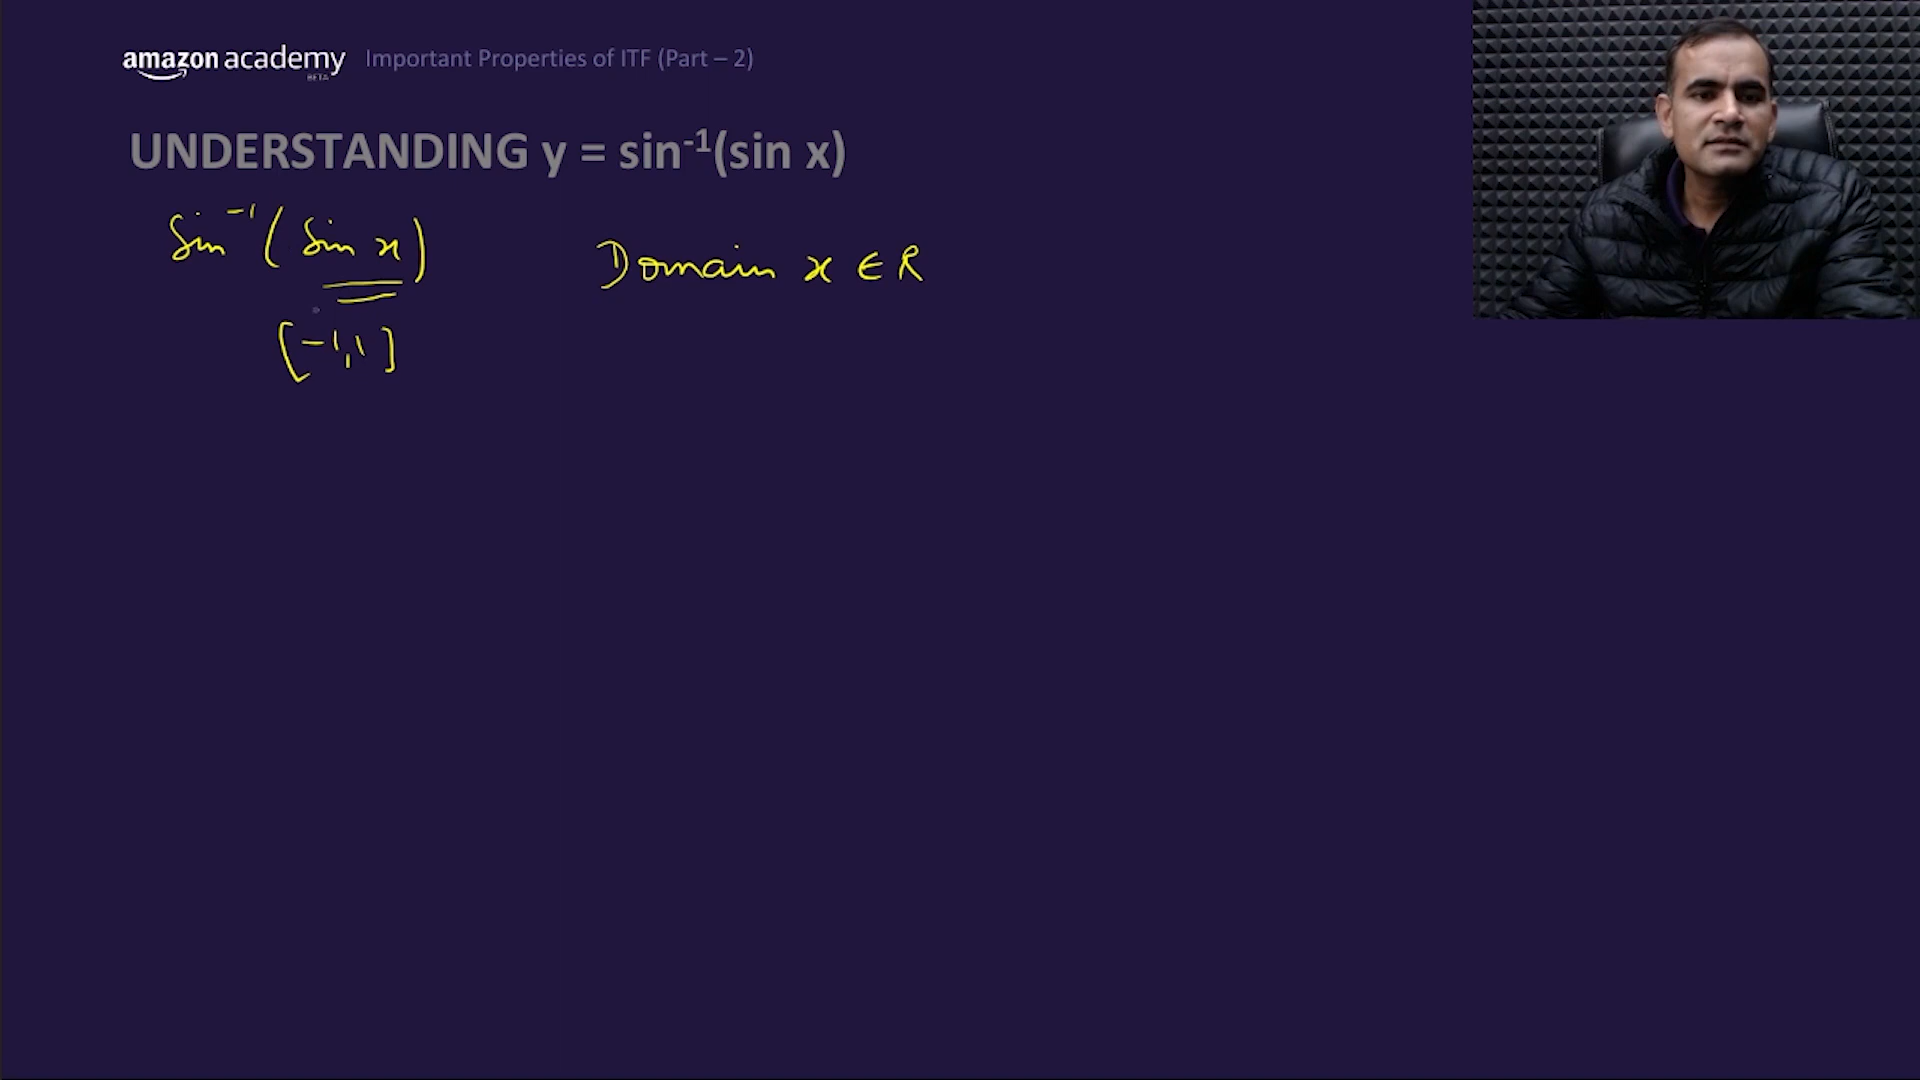 amazon academy Important Properties of ITF (Part – 2)
BETA
UNDERSTANDING y = sin⁻¹(sin x)
Sin⁻¹ ( Sin x )
Domain x ∈ R
[-1,1]